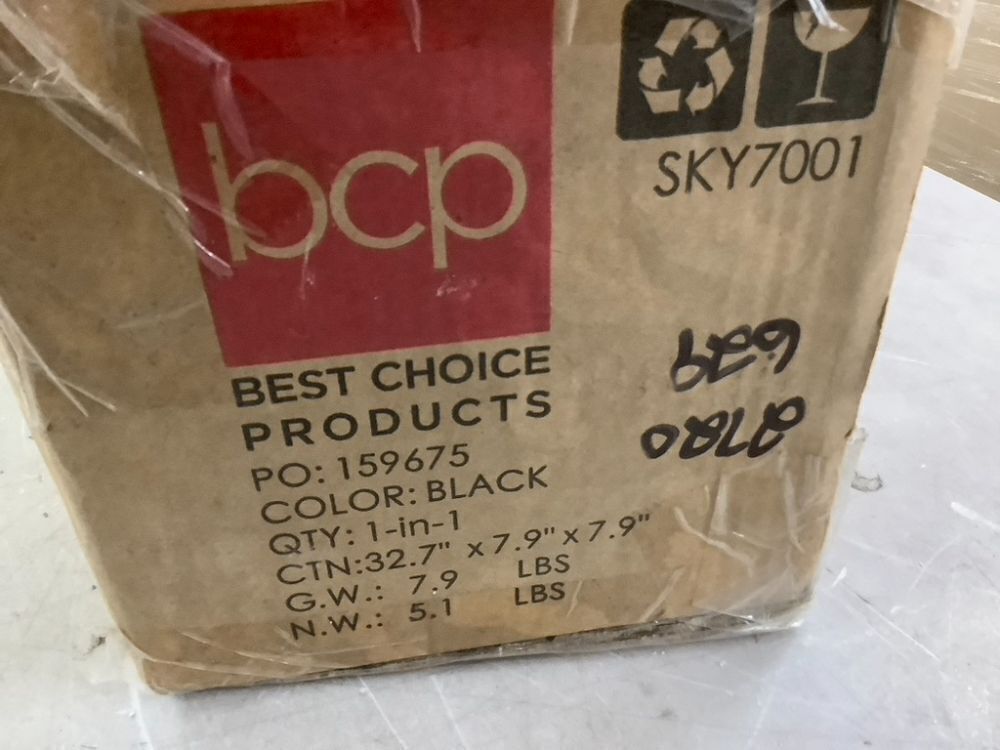 bcp
SKY7001
BEST CHOICE
PRODUCTS
PO: 159675
COLOR: BLACK
QTY: 1-in-1
CTN:32.7" x 7.9" x 7.9"
G.W.: 7.9 LBS
N.W.: 5.1 LBS